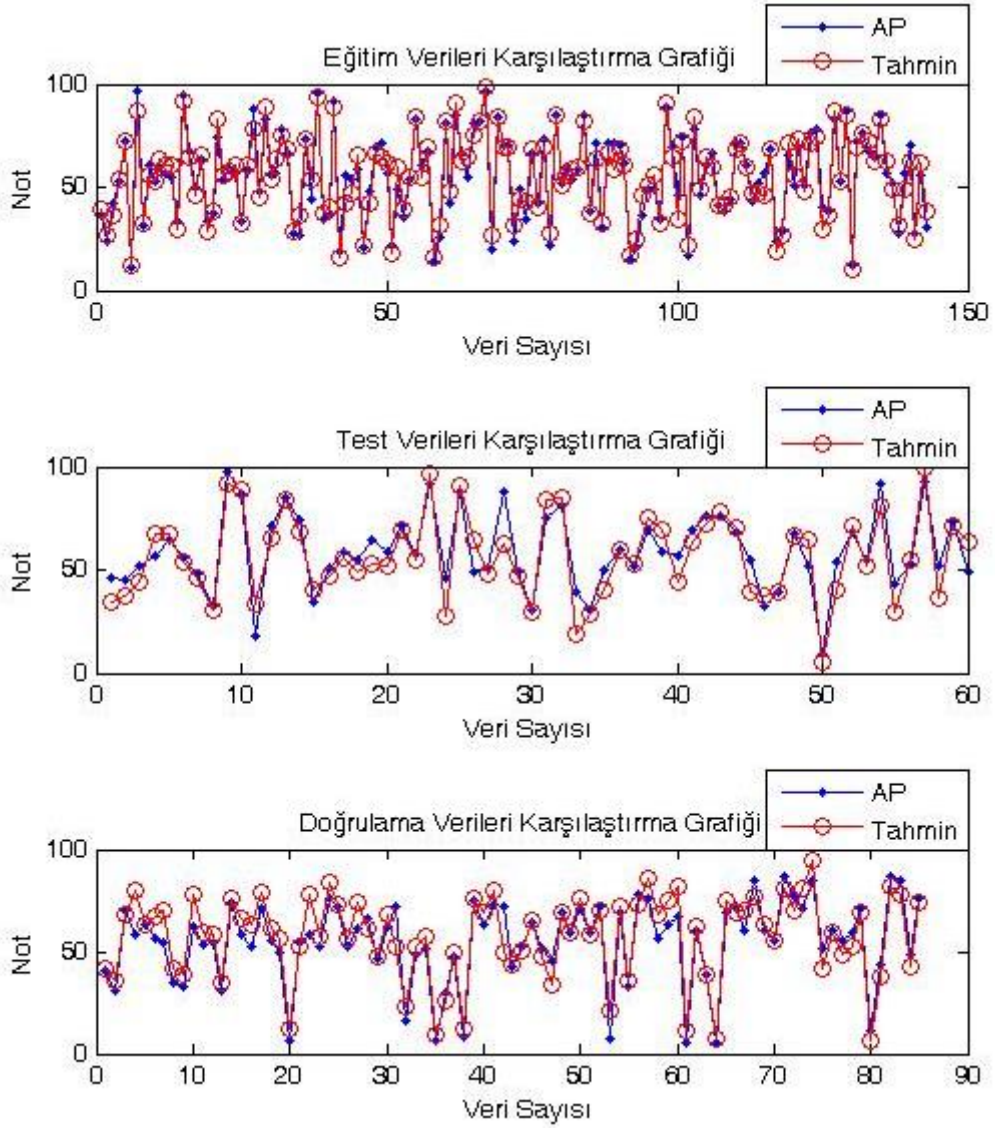 AP
Tahmin
Eğitim Verileri Karşılaştırma Grafiği
100
50
0
Not
0 50 100 150
Veri Sayısı
AP
Tahmin
Test Verileri Karşılaştırma Grafiği
100
50
0
Not
0 10 20 30 40 50 60
Veri Sayısı
AP
Tahmin
Doğrulama Verileri Karşılaştırma Grafiği
100
50
0
Not
0 10 20 30 40 50 60 70 80 90
Veri Sayısı